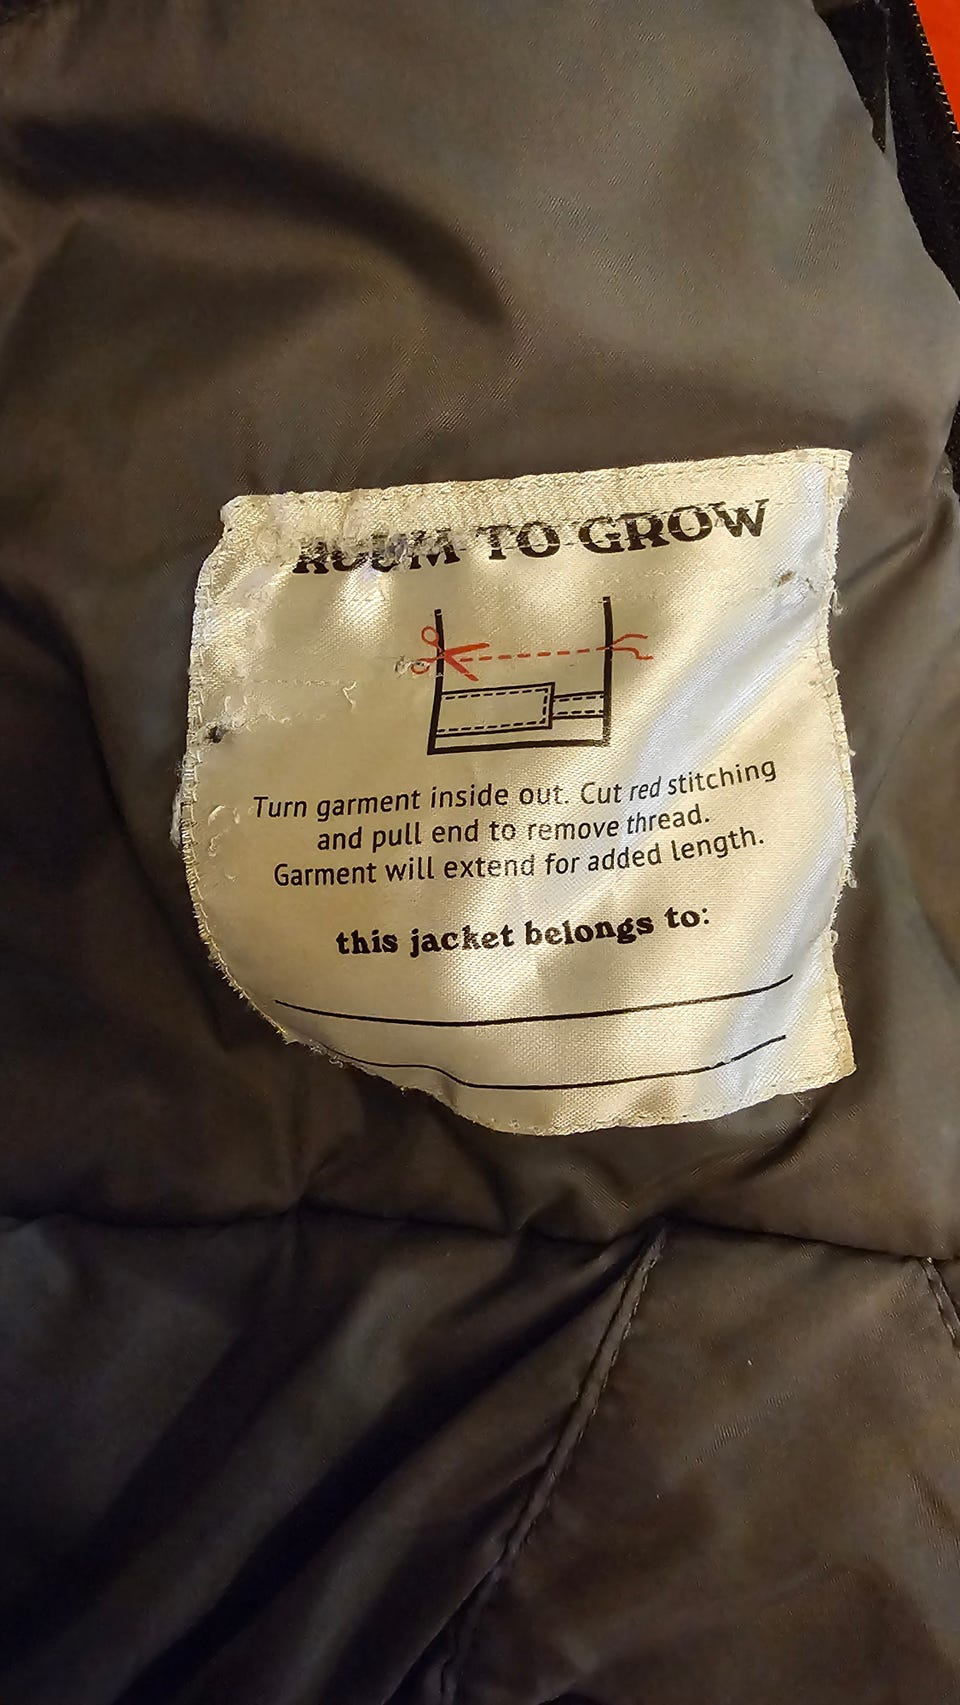 ROOM TO GROW
Turn garment inside out. Cut red stitching
and pull end to remove thread.
Garment will extend for added length.
this jacket belongs to: